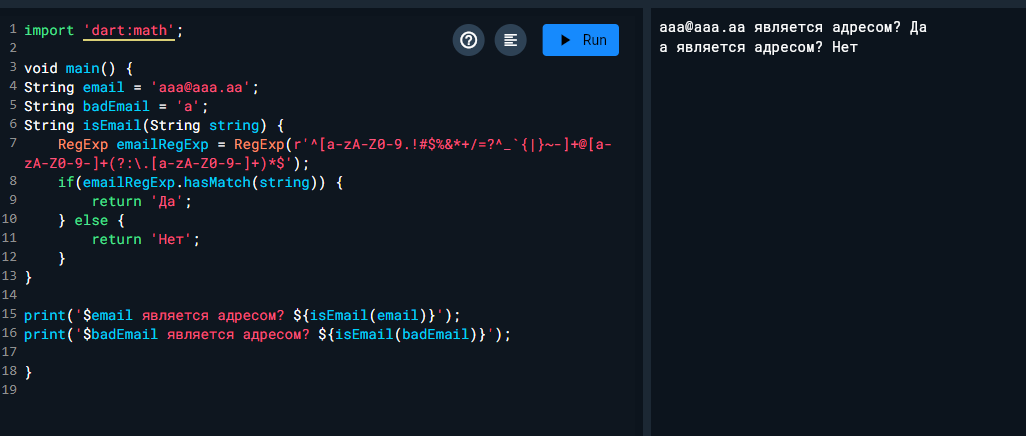 1 import 'dart:math';
Run
2
3 void main() {
4 String email = 'aaa@aaa.aa';
5 String badEmail = 'a';
6 String isEmail(String string) {
7 RegExp emailRegExp = RegExp(r'^[a-zA-Z0-9.!#$%&*+/=?^_`{|}~-]+@[a-
zA-Z0-9-]+(?:\.[a-zA-Z0-9-]+)*$');
8 if(emailRegExp.hasMatch(string)) {
9 return 'Да';
10 } else {
11 return 'Нет';
12 }
13 }
14
15 print('$email является адресом? ${isEmail(email)}');
16 print('$badEmail является адресом? ${isEmail(badEmail)}');
17
18 }
19
aaa@aaa.aa является адресом? Да
a является адресом? Нет